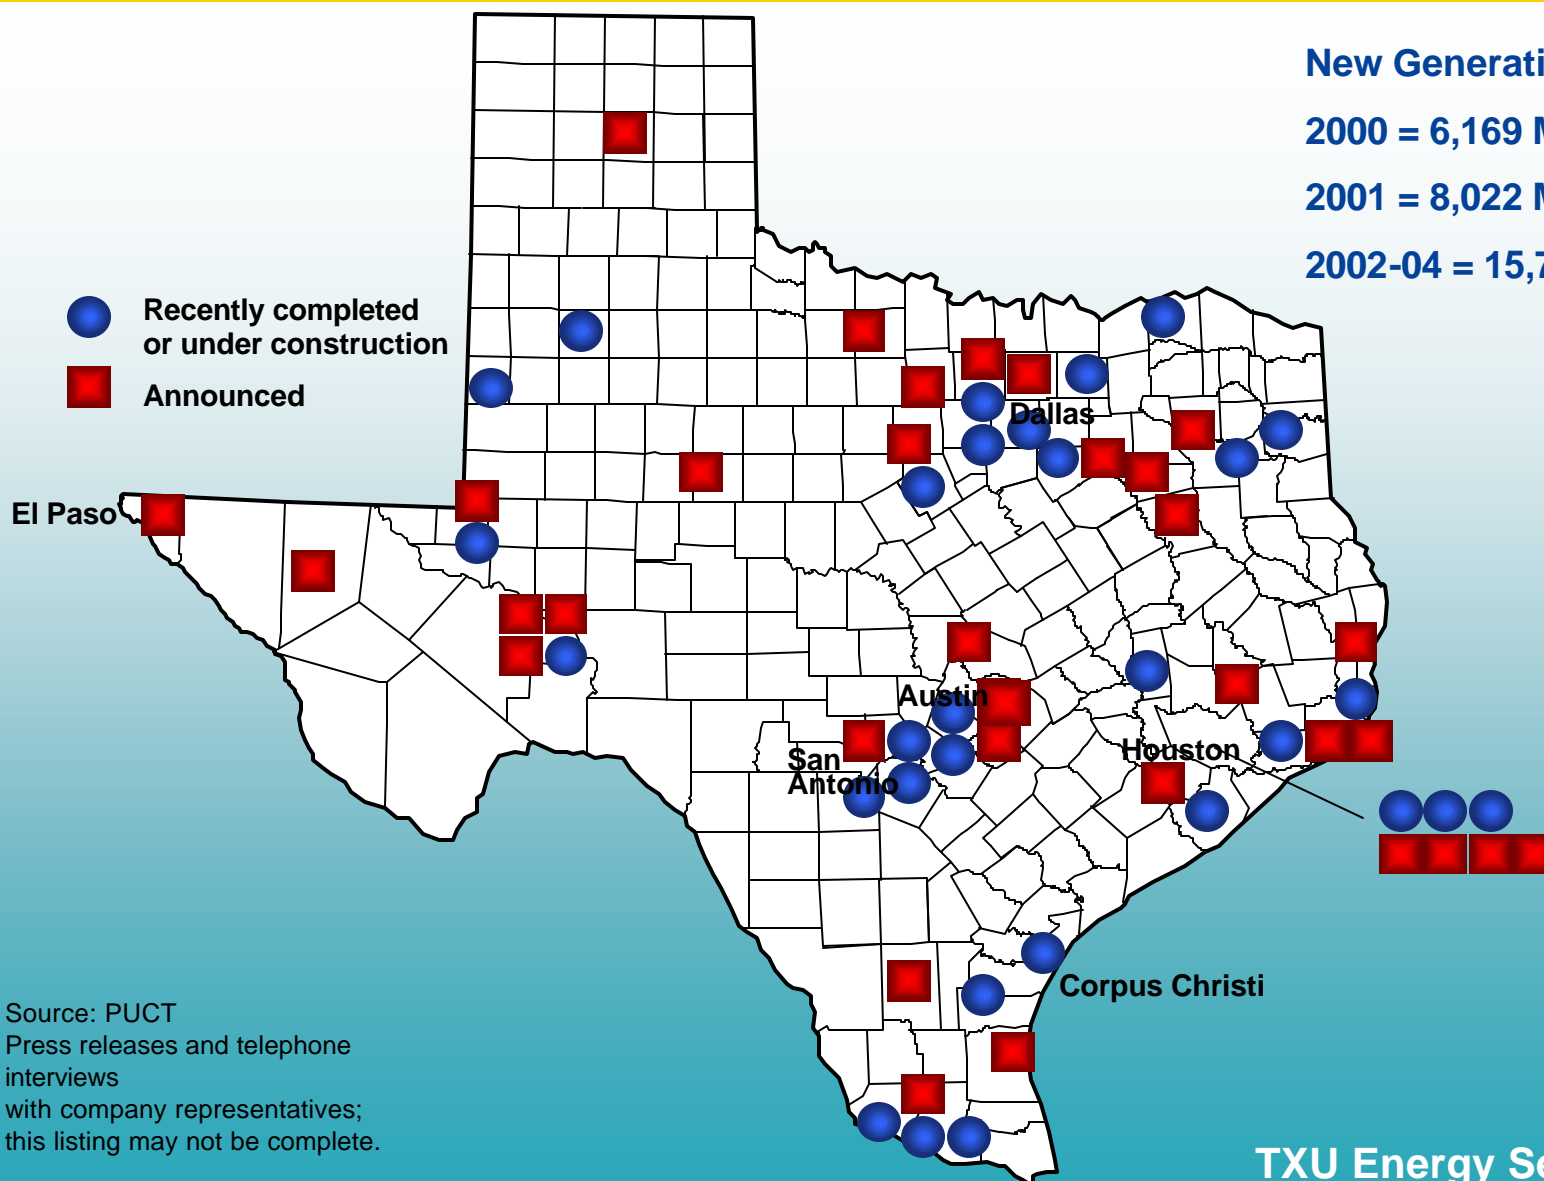 New Generati
2000 = 6,169
2001 = 8,022
2002-04 = 15,7
Recently completed
or under construction
Announced
Dallas
El Paso
Austin
San
Antonio
Houston
Corpus Christi
Source: PUCT
Press releases and telephone
interviews
with company representatives;
this listing may not be complete.
TXU Energy Se